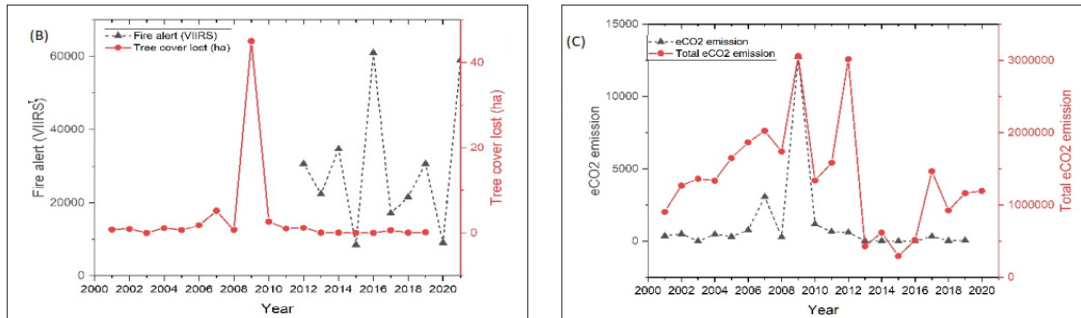 (B)
Fire alert (VIIRS)
Tree cover lost (ha)
60000
40000
20000
0
Fire alert (VIIRS)
40
20
0
Tree cover lost (ha)
2000 2002 2004 2006 2008 2010 2012 2014 2016 2018 2020
Year
(C)
eCO2 emission
Total eCO2 emission
15000
10000
5000
0
eCO2 emission
3000000
2000000
1000000
0
Total eCO2 emission
2000 2002 2004 2006 2008 2010 2012 2014 2016 2018 2020
Year